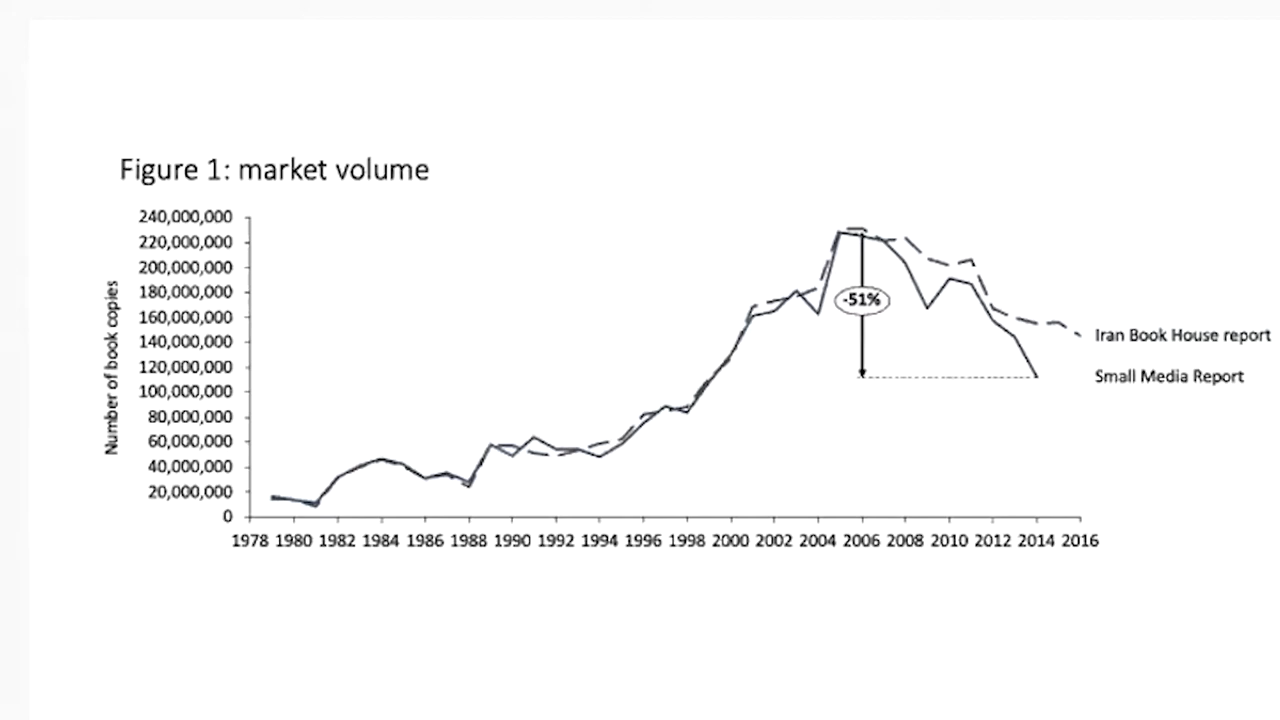 Figure 1: market volume
Number of book copies
240,000,000
220,000,000
200,000,000
180,000,000
160,000,000
140,000,000
120,000,000
100,000,000
80,000,000
60,000,000
40,000,000
20,000,000
0
-51%
Iran Book House report
Small Media Report
1978 1980 1982 1984 1986 1988 1990 1992 1994 1996 1998 2000 2002 2004 2006 2008 2010 2012 2014 2016